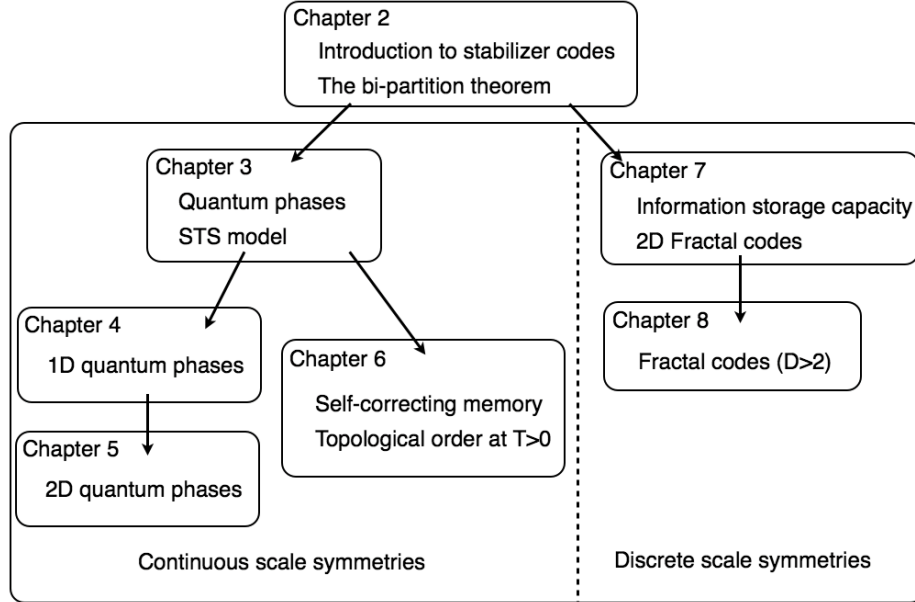 Chapter 2
Introduction to stabilizer codes
The bi-partition theorem
Chapter 3
Quantum phases
STS model
Chapter 4
1D quantum phases
Chapter 5
2D quantum phases
Chapter 6
Self-correcting memory
Topological order at T>0
Continuous scale symmetries
Chapter 7
Information storage capacity
2D Fractal codes
Chapter 8
Fractal codes (D>2)
Discrete scale symmetries